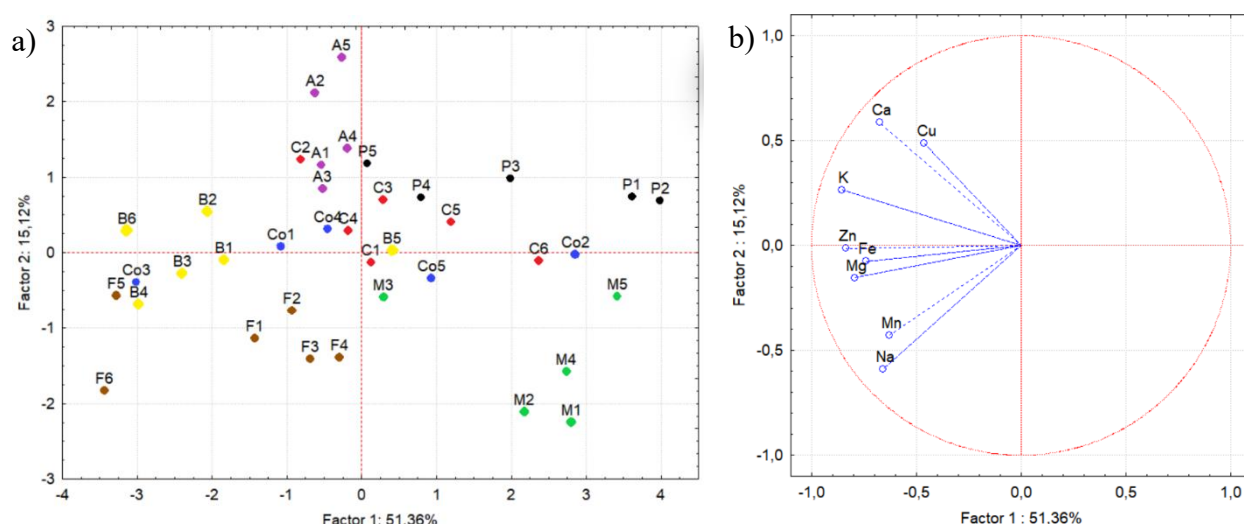 a)
3
2
1
0
-1
-2
-3
Factor 2 : 15,12%
A5
A2
A4
C2
A1
P5
P3
A3
P4
C3
P1
P2
B6
B2
Co4
C4
C5
Co1
B1
B5
B3
C1
C6
Co2
Co3
F5
B4
Co5
M3
M5
F2
F1
F3
F4
M4
F6
M2
M1
-4
-3
-2
-1
0
1
2
3
4
Factor 1 : 51.36%
b)
1,0
0,5
0,0
-0,5
-1,0
Factor 2 : 15,12%
Ca
Cu
K
Zn
Fe
Mg
Mn
Na
-1,0
-0,5
0,0
0,5
1,0
Factor 1 : 51.36%